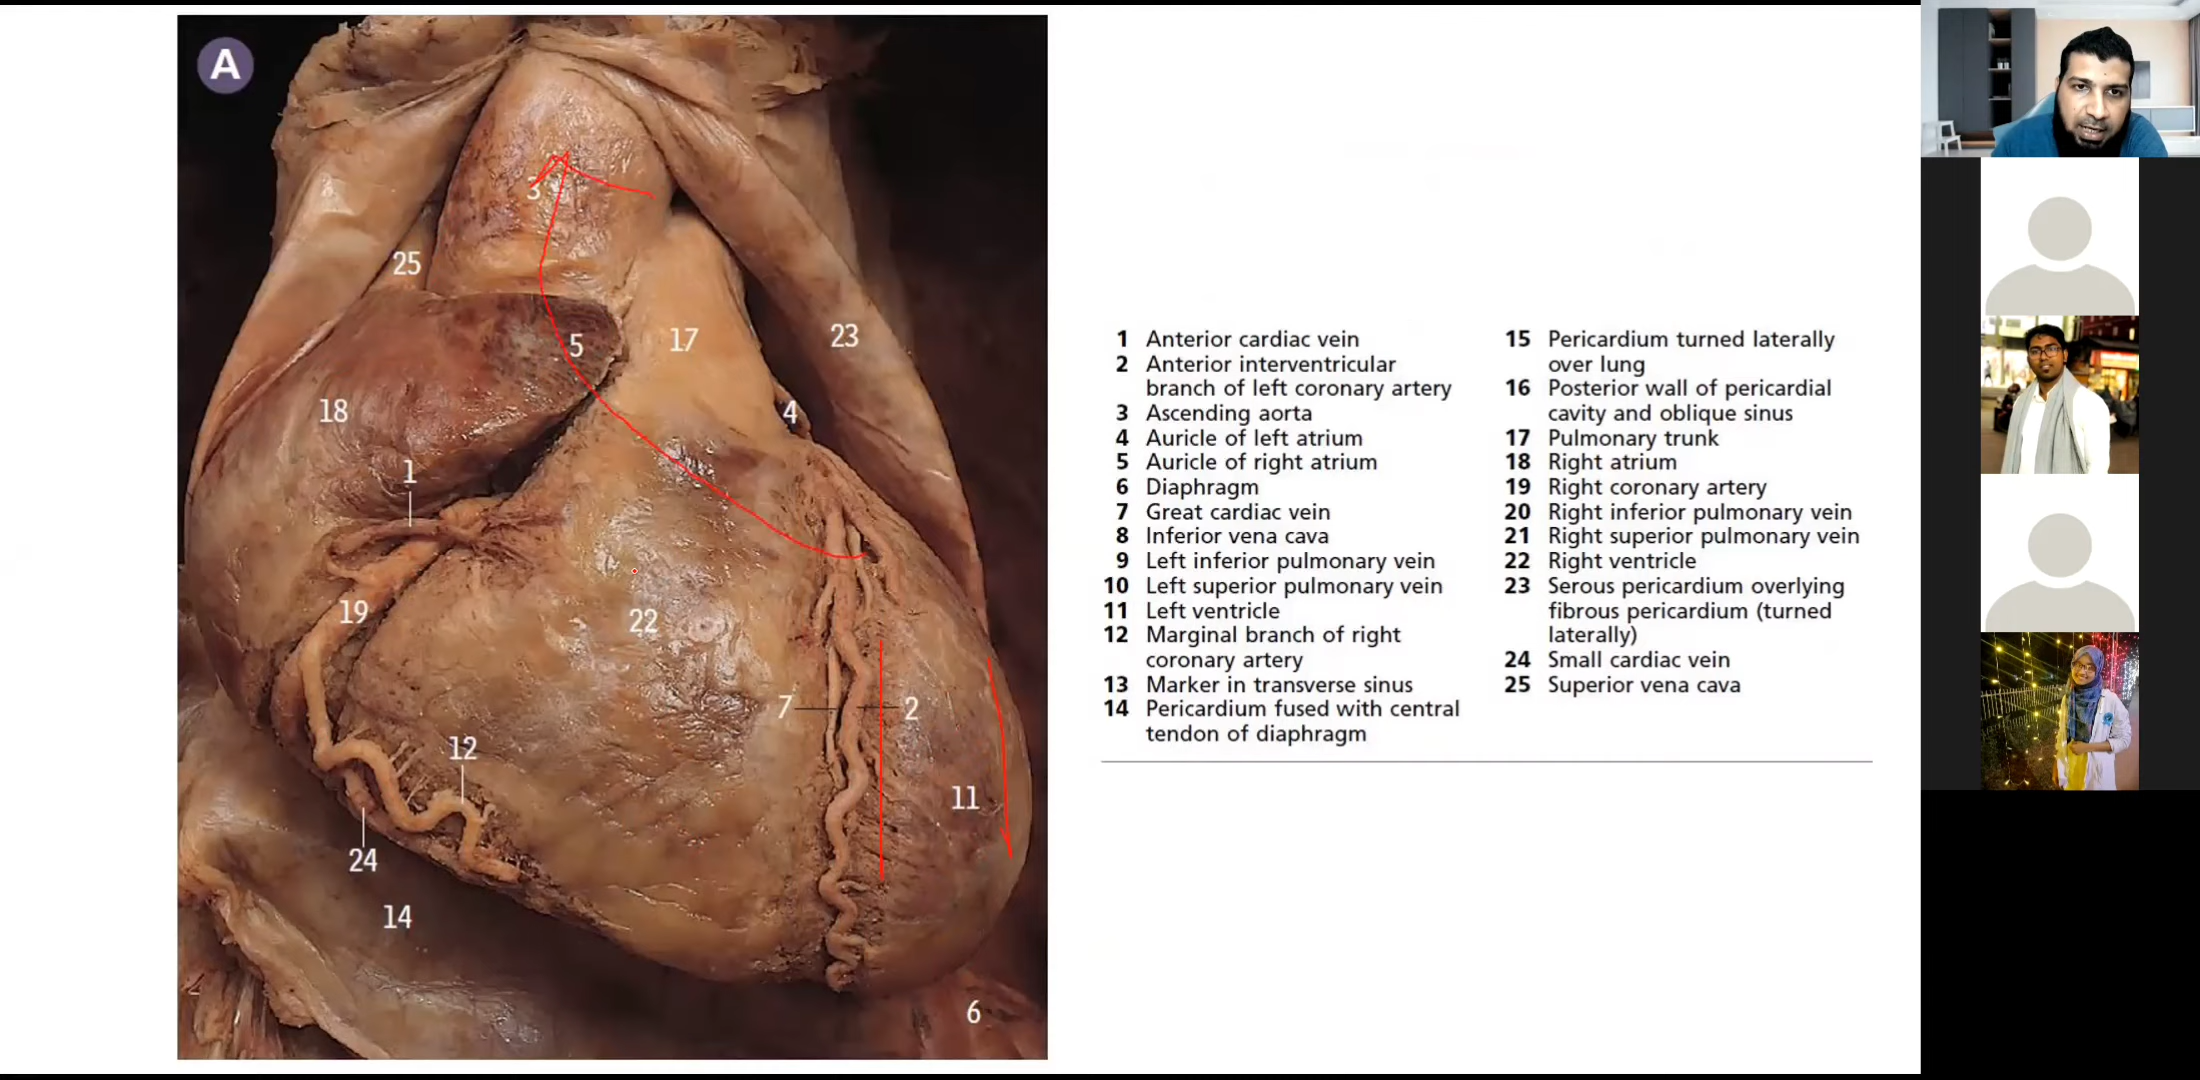 A
3
25
5
17
23
18
4
1
19
22
7
2
12
11
24
14
6
1 Anterior cardiac vein
2 Anterior interventricular
branch of left coronary artery
3 Ascending aorta
4 Auricle of left atrium
5 Auricle of right atrium
6 Diaphragm
7 Great cardiac vein
8 Inferior vena cava
9 Left inferior pulmonary vein
10 Left superior pulmonary vein
11 Left ventricle
12 Marginal branch of right
coronary artery
13 Marker in transverse sinus
14 Pericardium fused with central
tendon of diaphragm
15 Pericardium turned laterally
over lung
16 Posterior wall of pericardial
cavity and oblique sinus
17 Pulmonary trunk
18 Right atrium
19 Right coronary artery
20 Right inferior pulmonary vein
21 Right superior pulmonary vein
22 Right ventricle
23 Serous pericardium overlying
fibrous pericardium (turned
laterally)
24 Small cardiac vein
25 Superior vena cava